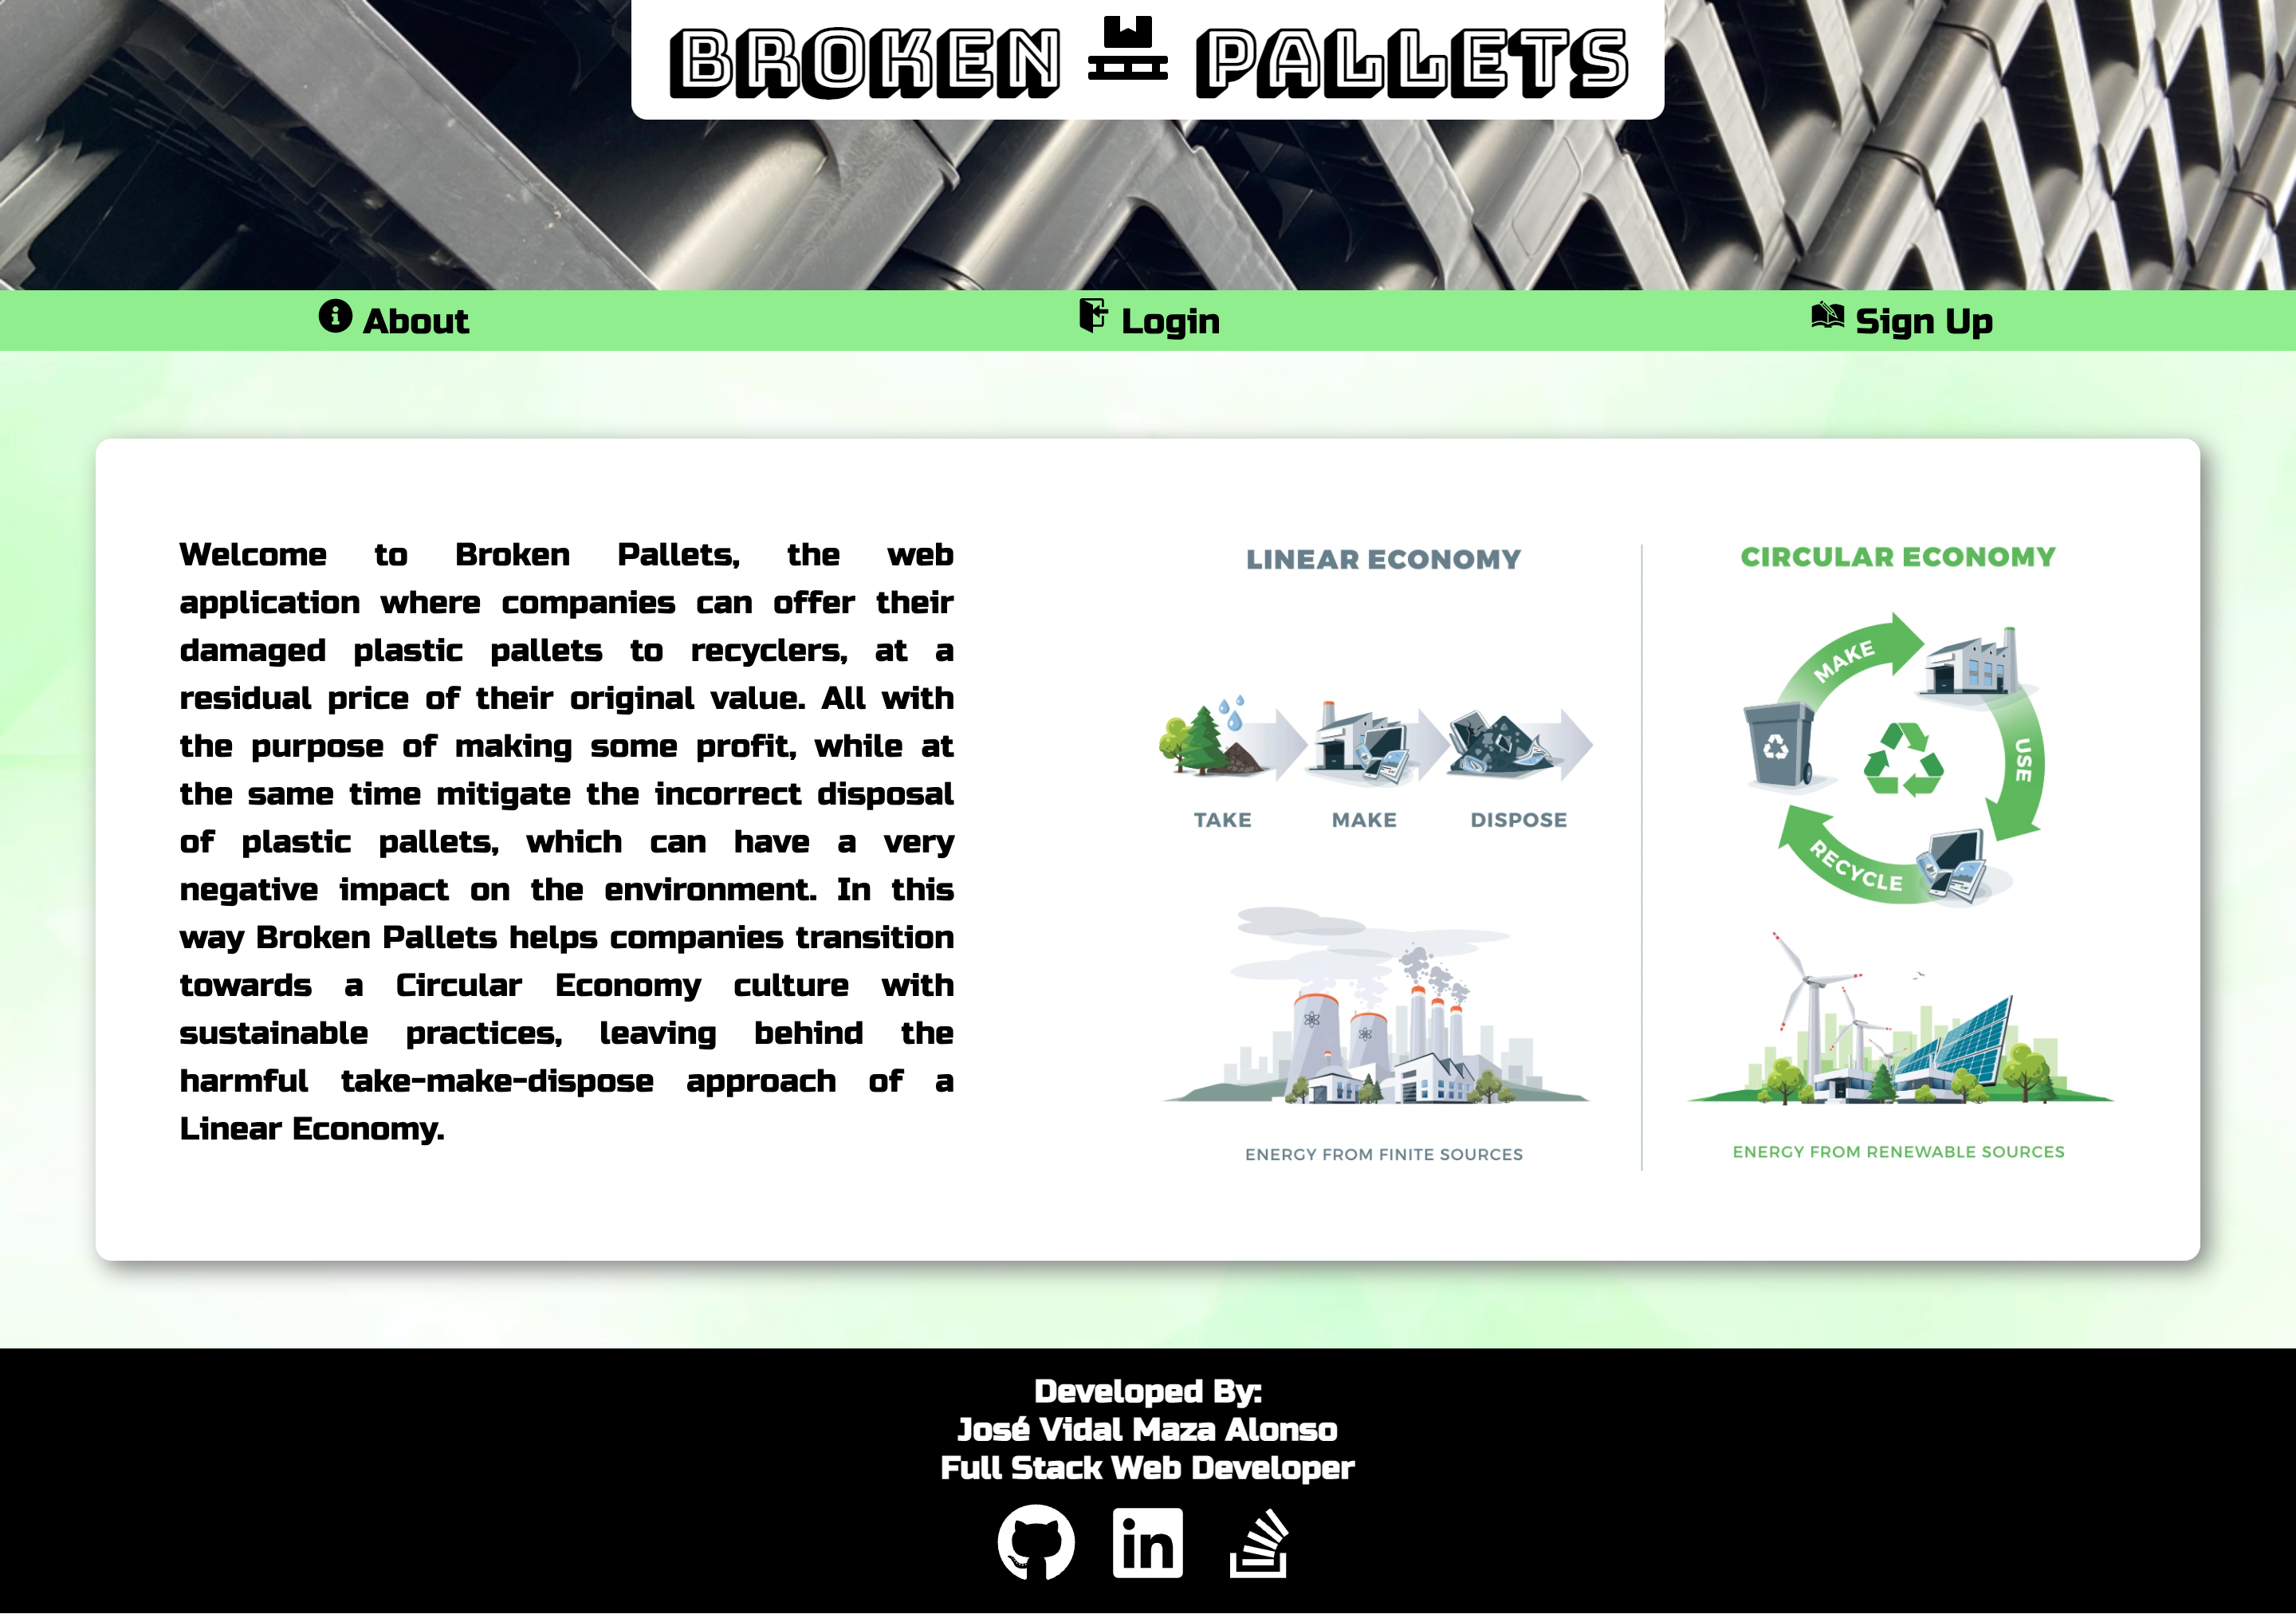 BROKEN PALLETS
About
Login
Sign Up
Welcome to Broken Pallets, the web
application where companies can offer their
damaged plastic pallets to recyclers, at a
residual price of their original value. All with
the purpose of making some profit, while at
the same time mitigate the incorrect disposal
of plastic pallets, which can have a very
negative impact on the environment. In this
way Broken Pallets helps companies transition
towards a Circular Economy culture with
sustainable practices, leaving behind the
harmful take-make-dispose approach of a
Linear Economy.
LINEAR ECONOMY
TAKE
MAKE
DISPOSE
ENERGY FROM FINITE SOURCES
CIRCULAR ECONOMY
MAKE
USE
RECYCLE
ENERGY FROM RENEWABLE SOURCES
Developed By:
José Vidal Maza Alonso
Full Stack Web Developer
in